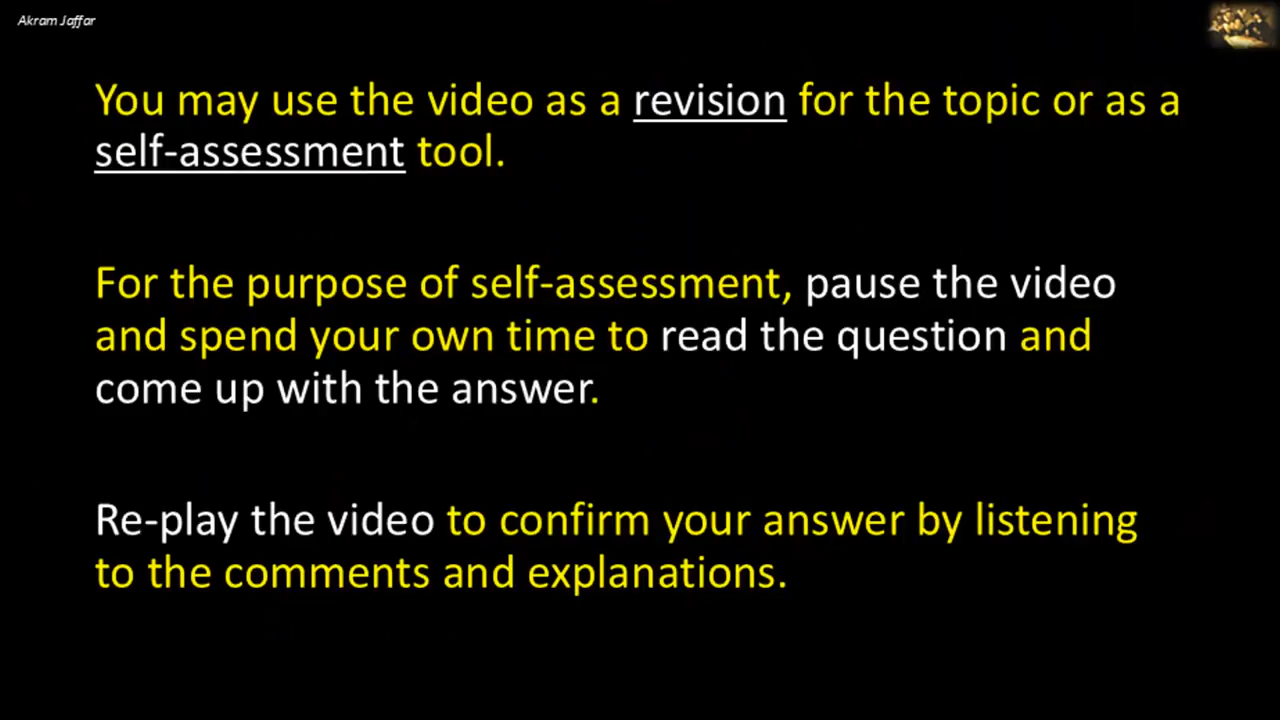 Akram Jaffar
You may use the video as a revision for the topic or as a
self-assessment tool.
For the purpose of self-assessment, pause the video
and spend your own time to read the question and
come up with the answer.
Re-play the video to confirm your answer by listening
to the comments and explanations.